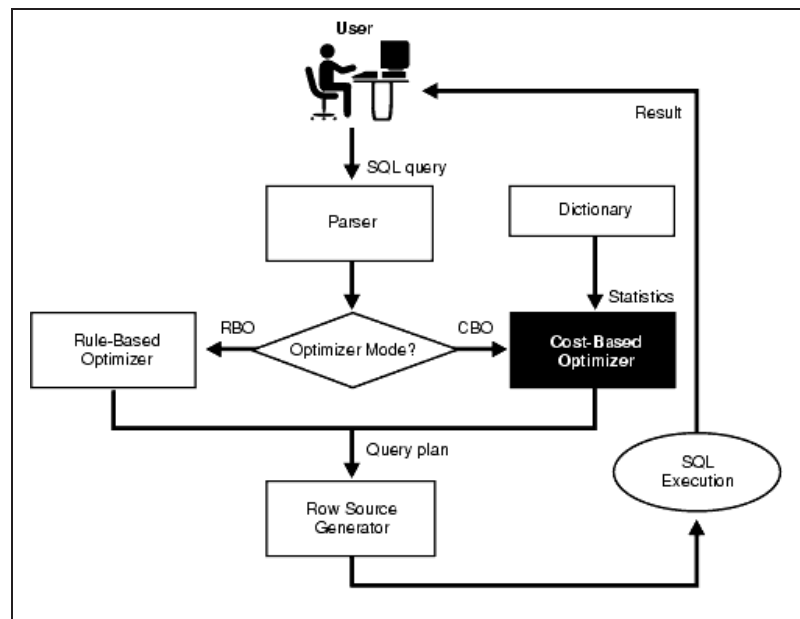 User
Result
SQL query
Parser
Dictionary
Statistics
RBO
CBO
Rule-Based
Optimizer
Optimizer Mode?
Cost-Based
Optimizer
Query plan
SQL
Execution
Row Source
Generator